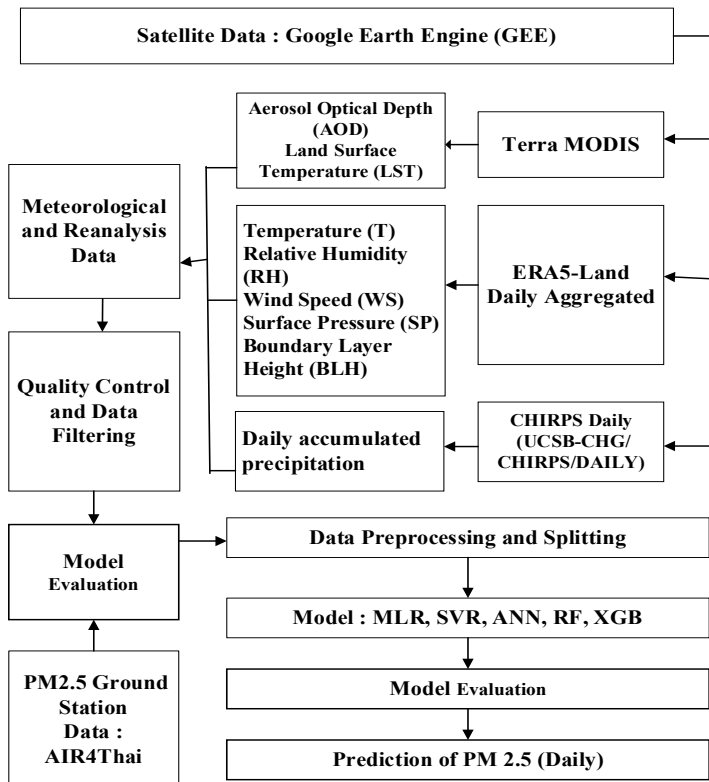 Satellite Data : Google Earth Engine (GEE)
Aerosol Optical Depth
(AOD)
Land Surface
Temperature (LST)
Terra MODIS
Meteorological
and Reanalysis
Data
Temperature (T)
Relative Humidity
(RH)
Wind Speed (WS)
Surface Pressure (SP)
Boundary Layer
Height (BLH)
ERA5-Land
Daily Aggregated
Quality Control
and Data
Filtering
Daily accumulated
precipitation
CHIRPS Daily
(UCSB-CHG/
CHIRPS/DAILY)
Model
Evaluation
Data Preprocessing and Splitting
Model : MLR, SVR, ANN, RF, XGB
PM2.5 Ground
Station
Data :
AIR4Thai
Model Evaluation
Prediction of PM 2.5 (Daily)